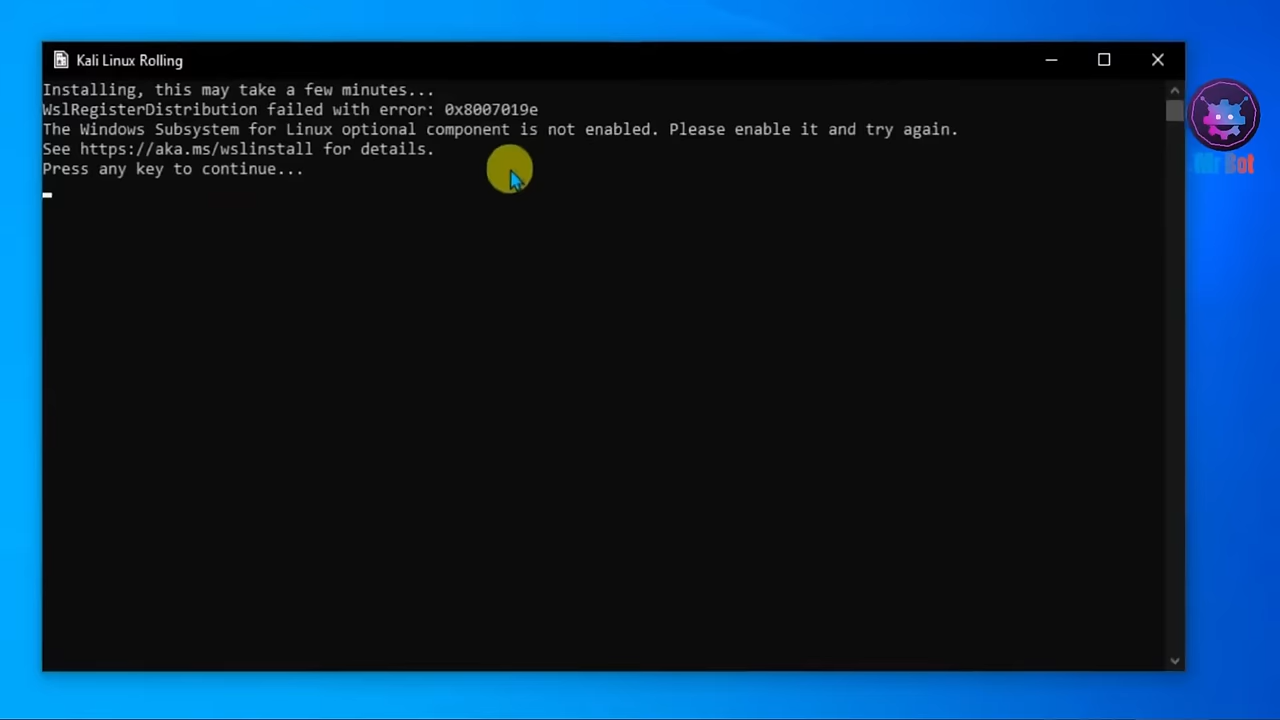 Kali Linux Rolling
Installing, this may take a few minutes...
WslRegisterDistribution failed with error: 0x8007019e
The Windows Subsystem for Linux optional component is not enabled. Please enable it and try again.
See https://aka.ms/wslinstall for details.
Press any key to continue...
Mr Bot